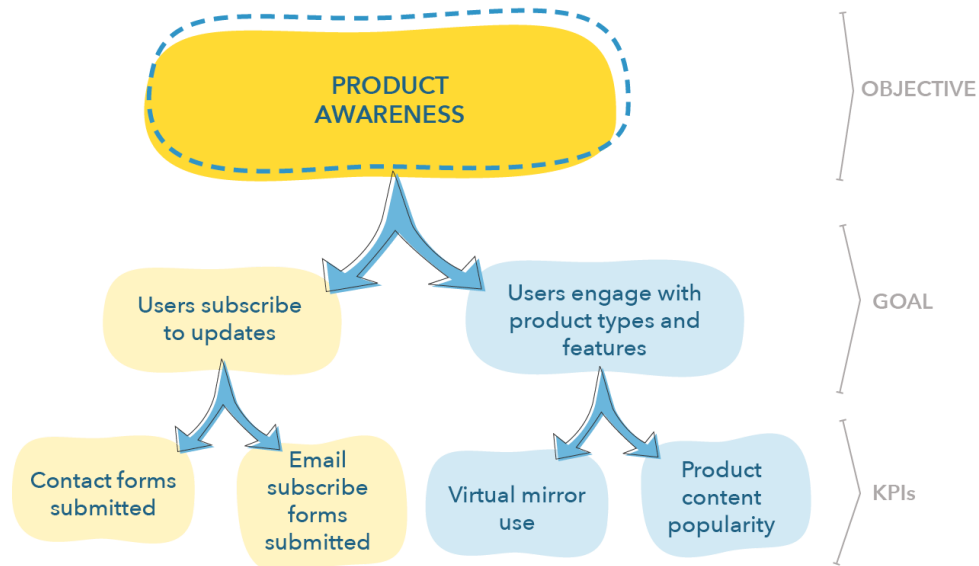 PRODUCT
AWARENESS
OBJECTIVE
Users subscribe
to updates
Users engage with
product types and
features
GOAL
Contact forms
submitted
Email
subscribe
forms
submitted
Virtual mirror
use
Product
content
popularity
KPIs